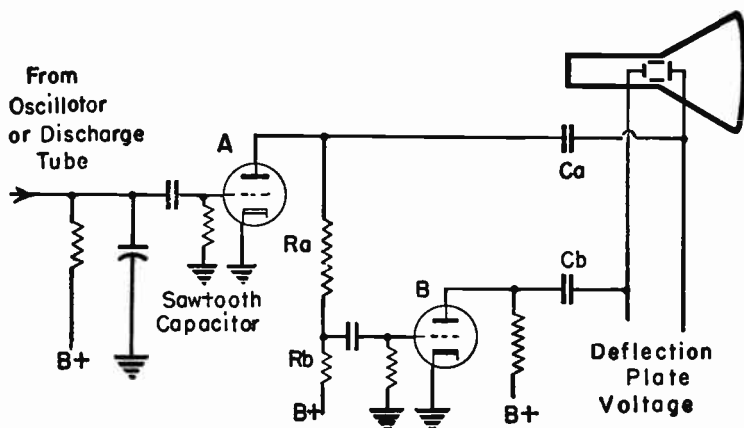 From
Oscillotor
or Discharge
Tube
A
Ca
Ra
B
Cb
Sawtooth
Capacitor
Rb
B+
B+
B+
Deflection
Plate
Voltage